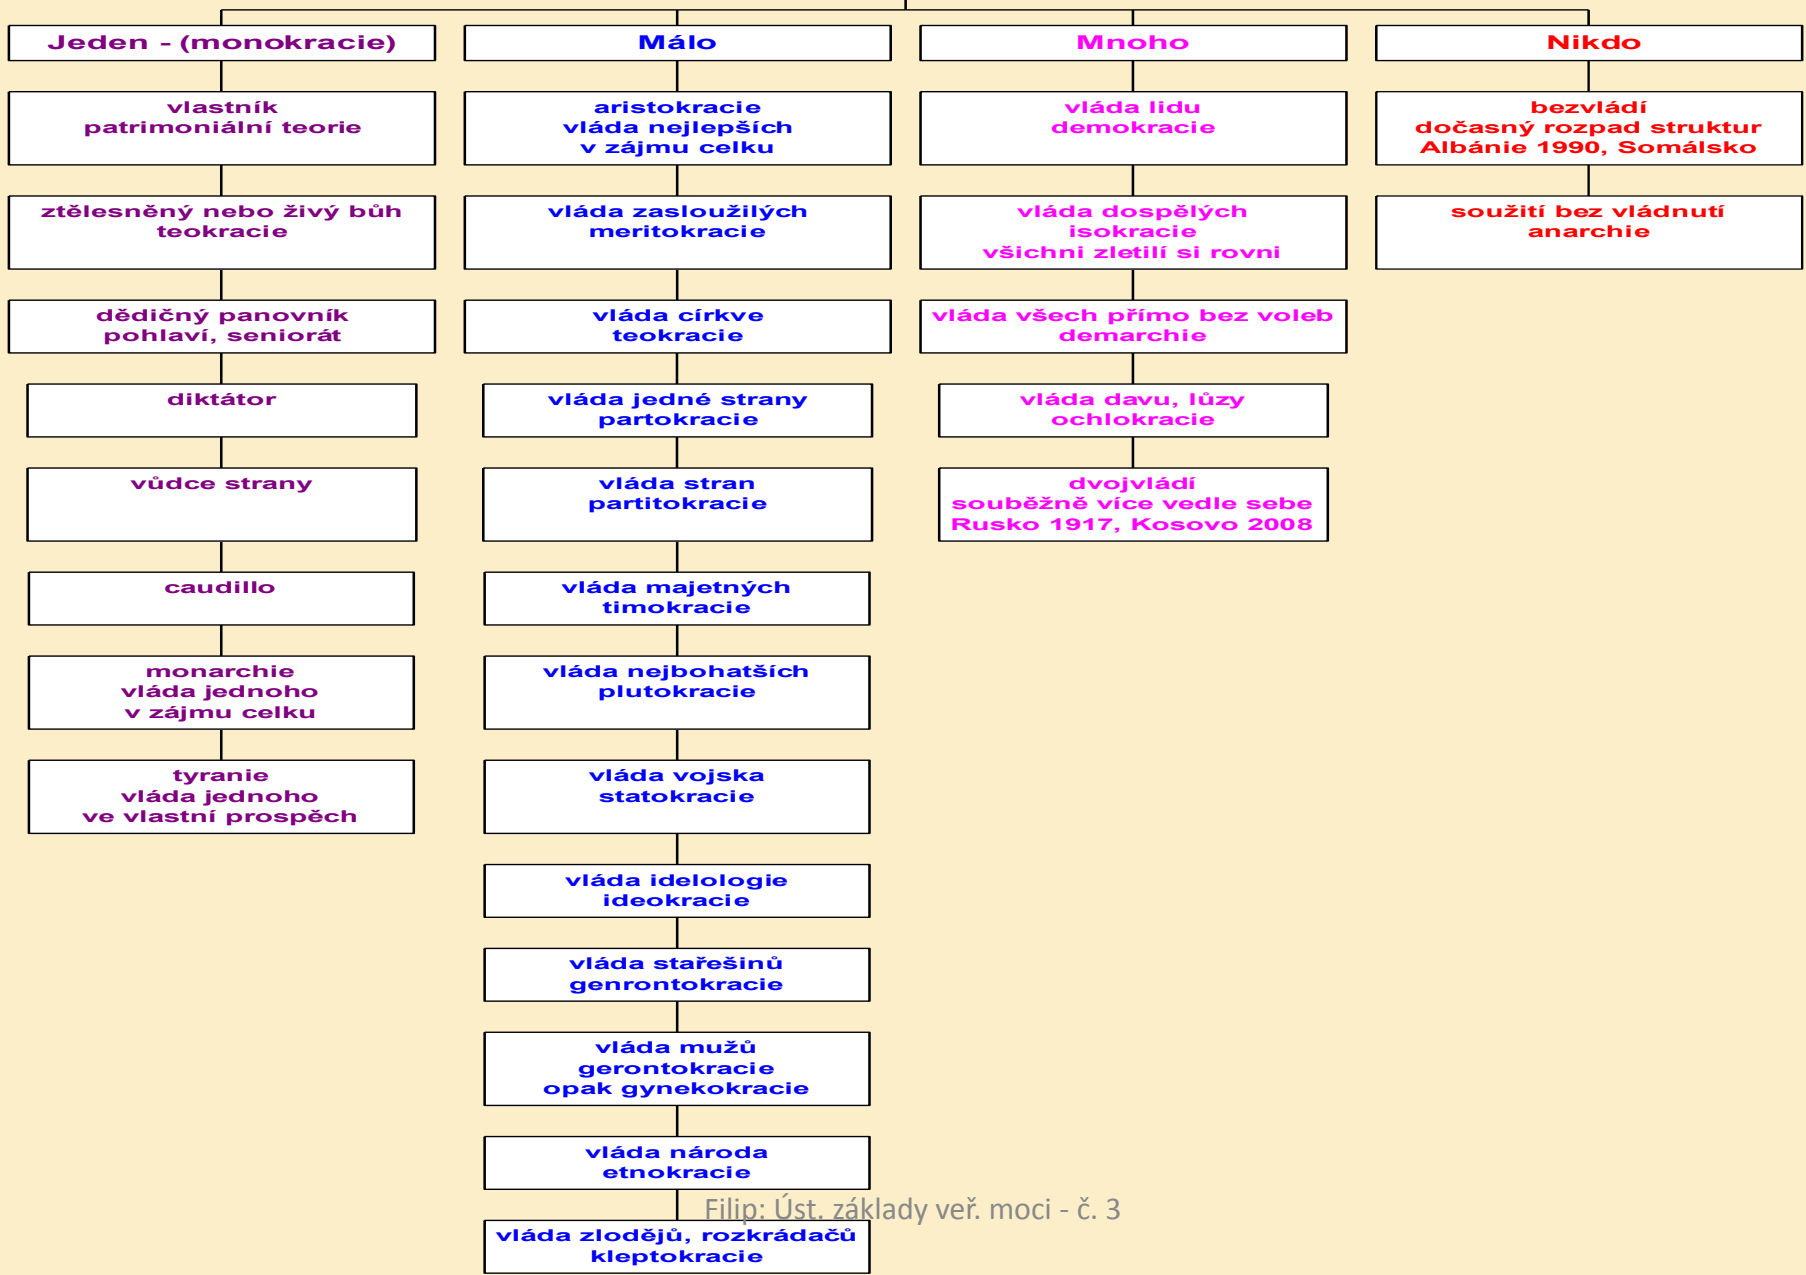 Jeden - (monokracie)
vlastník
patrimoniální teorie
ztělesněný nebo živý bůh
teokracie
dědičný panovník
pohlaví, seniorát
diktátor
vůdce strany
caudillo
monarchie
vláda jednoho
v zájmu celku
tyranie
vláda jednoho
ve vlastní prospěch
Málo
aristokracie
vláda nejlepších
v zájmu celku
vláda zasloužilých
meritokracie
vláda církve
teokracie
vláda jedné strany
partokracie
vláda stran
partitokracie
vláda majetných
timokracie
vláda nejbohatších
plutokracie
vláda vojska
statokracie
vláda idelologie
ideokracie
vláda stařešinů
genrontokracie
vláda mužů
gerontokracie
opak gynekokracie
vláda národa
etnokracie
vláda zlodějů, rozkrádačů
kleptokracie
Mnoho
vláda lidu
demokracie
vláda dospělých
isokracie
všichni zletilí si rovni
vláda všech přímo bez voleb
demarchie
vláda davu, lůzy
ochlokracie
dvojvládí
souběžně více vedle sebe
Rusko 1917, Kosovo 2008
Nikdo
bezvládí
dočasný rozpad struktur
Albánie 1990, Somálsko
soužití bez vládnutí
anarchie
Filip: Úst. základy veř. moci - č. 3